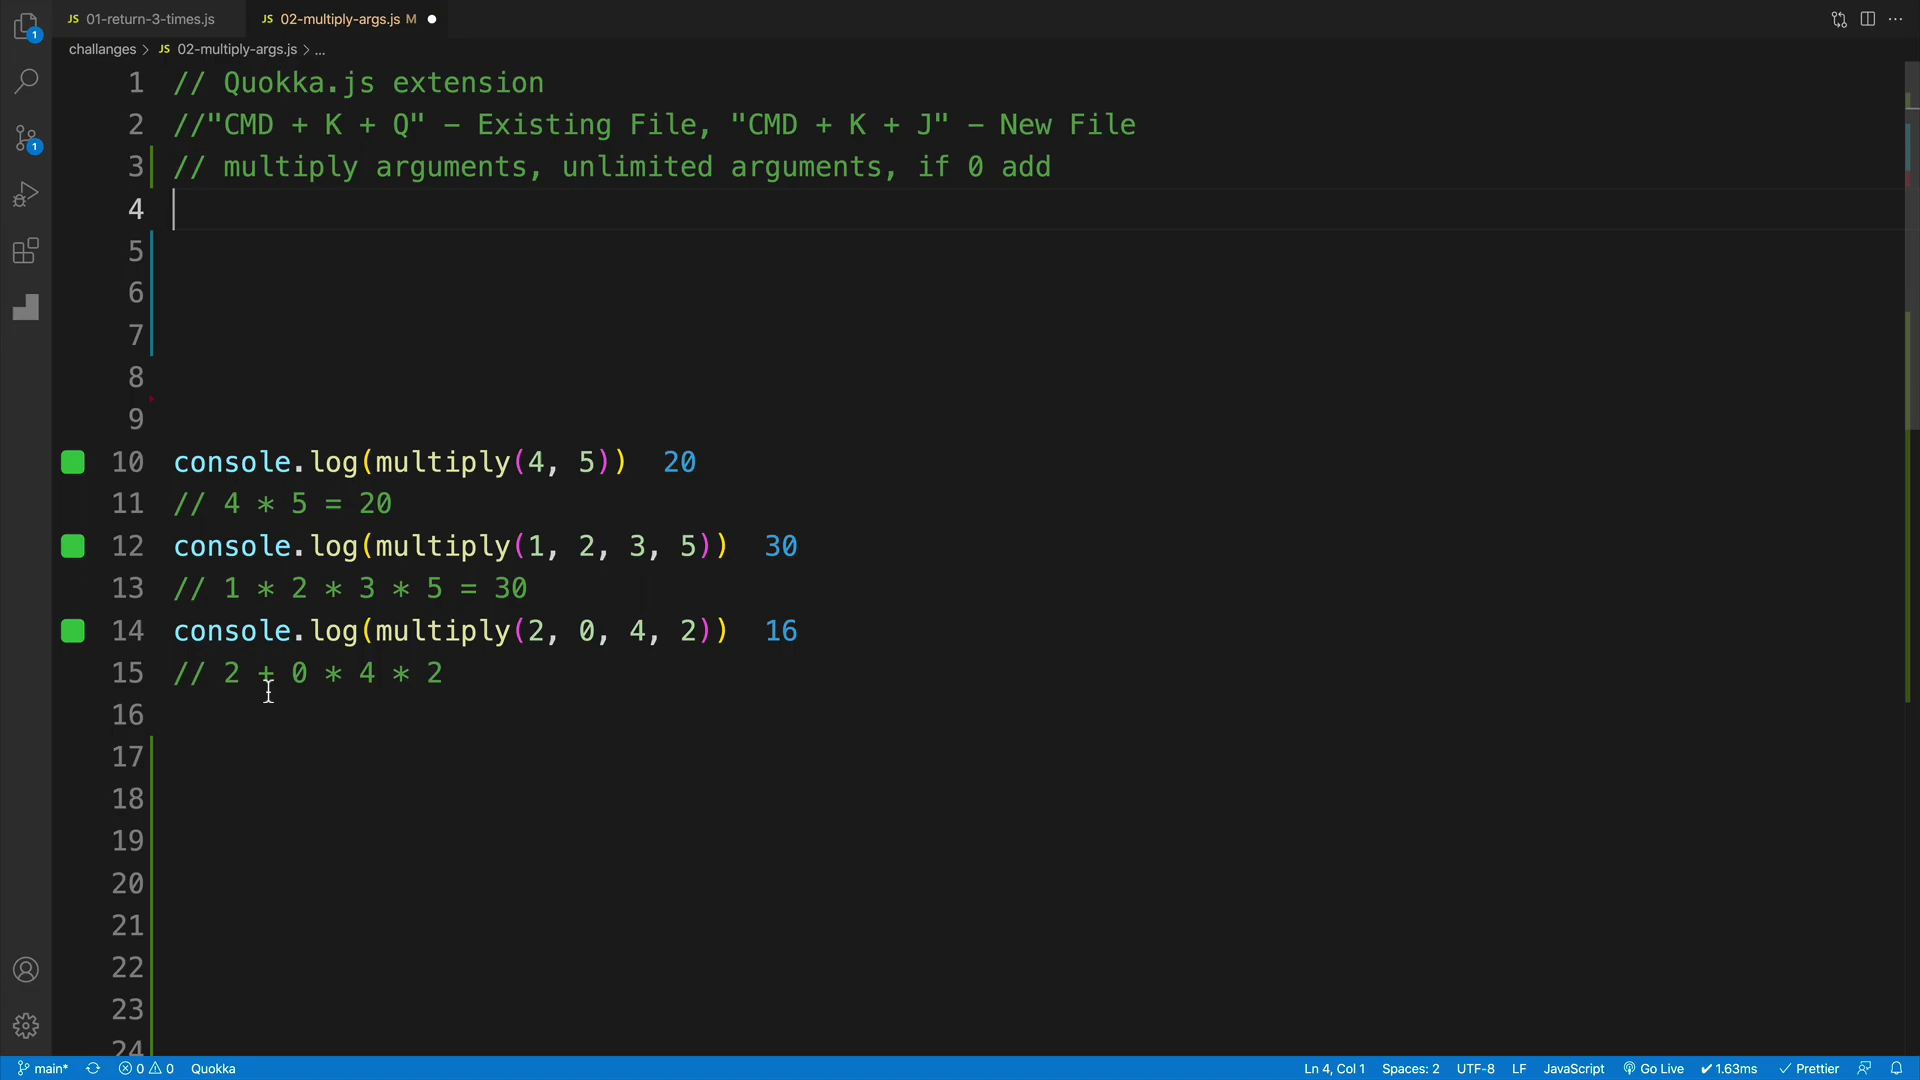 JS 01-return-3-times.js
JS 02-multiply-args.js M
challanges > JS 02-multiply-args.js > ...
1
1
1 // Quokka.js extension
2 //"CMD + K + Q" - Existing File, "CMD + K + J" - New File
3 // multiply arguments, unlimited arguments, if 0 add
4
5
6
7
8
9
10 console.log(multiply(4, 5)) 20
11 // 4 * 5 = 20
12 console.log(multiply(1, 2, 3, 5)) 30
13 // 1 * 2 * 3 * 5 = 30
14 console.log(multiply(2, 0, 4, 2)) 16
15 // 2 + 0 * 4 * 2
16
17
18
19
20
21
22
23
24
main* 0 0 Quokka Ln 4, Col 1 Spaces: 2 UTF-8 LF JavaScript Go Live ✓ 1.63ms ✓ Prettier